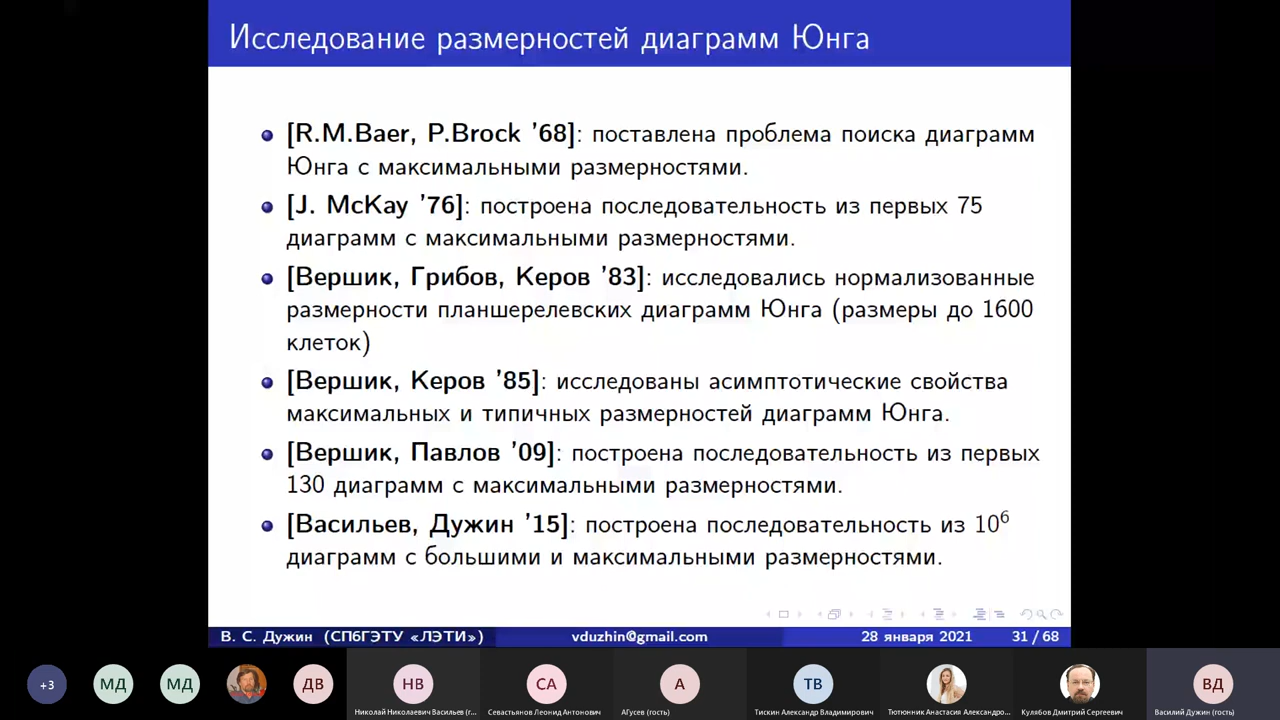 Исследование размерностей диаграмм Юнга
[R.M.Baer, P.Brock '68]: поставлена проблема поиска диаграмм
Юнга с максимальными размерностями.
[J. McKay '76]: построена последовательность из первых 75
диаграмм с максимальными размерностями.
[Вершик, Грибов, Керов '83]: исследовались нормализованные
размерности планшерелевских диаграмм Юнга (размеры до 1600
клеток)
[Вершик, Керов '85]: исследованы асимптотические свойства
максимальных и типичных размерностей диаграмм Юнга.
[Вершик, Павлов '09]: построена последовательность из первых
130 диаграмм с максимальными размерностями.
[Васильев, Дужин '15]: построена последовательность из 10⁶
диаграмм с большими и максимальными размерностями.
В. С. Дужин (СПбГЭТУ «ЛЭТИ») vduzhin@gmail.com 28 января 2021 31 / 68
+3 МД МД ДВ НВ СА А ТВ ВД
Николай Николаевич Васильев (г... Севастьянов Леонид Антонович АГусев (гость) Тискин Александр Владимирович Тютюнник Анастасия Александро... Кулябов Дмитрий Сергеевич Василий Дужин (гость)